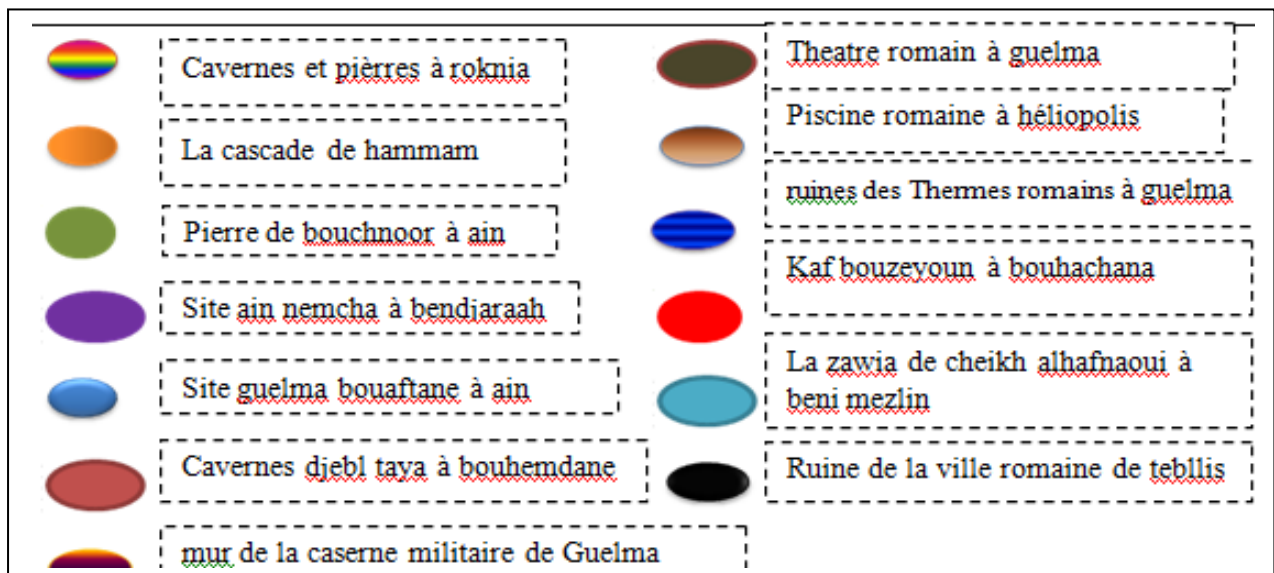 Cavernes et pièrres à roknia
La cascade de hammam
Pierre de bouchnoor à ain
Site ain nemcha à bendjaraah
Site guelma bouaftane à ain
Cavernes djebl taya à bouhemdane
mur de la caserne militaire de Guelma
Theatre romain à guelma
Piscine romaine à héliopolis
ruines des Thermes romains à guelma
Kaf bouzeyoun à bouhachana
La zawia de cheikh alhafnaoui à
beni mezlin
Ruine de la ville romaine de tebllis